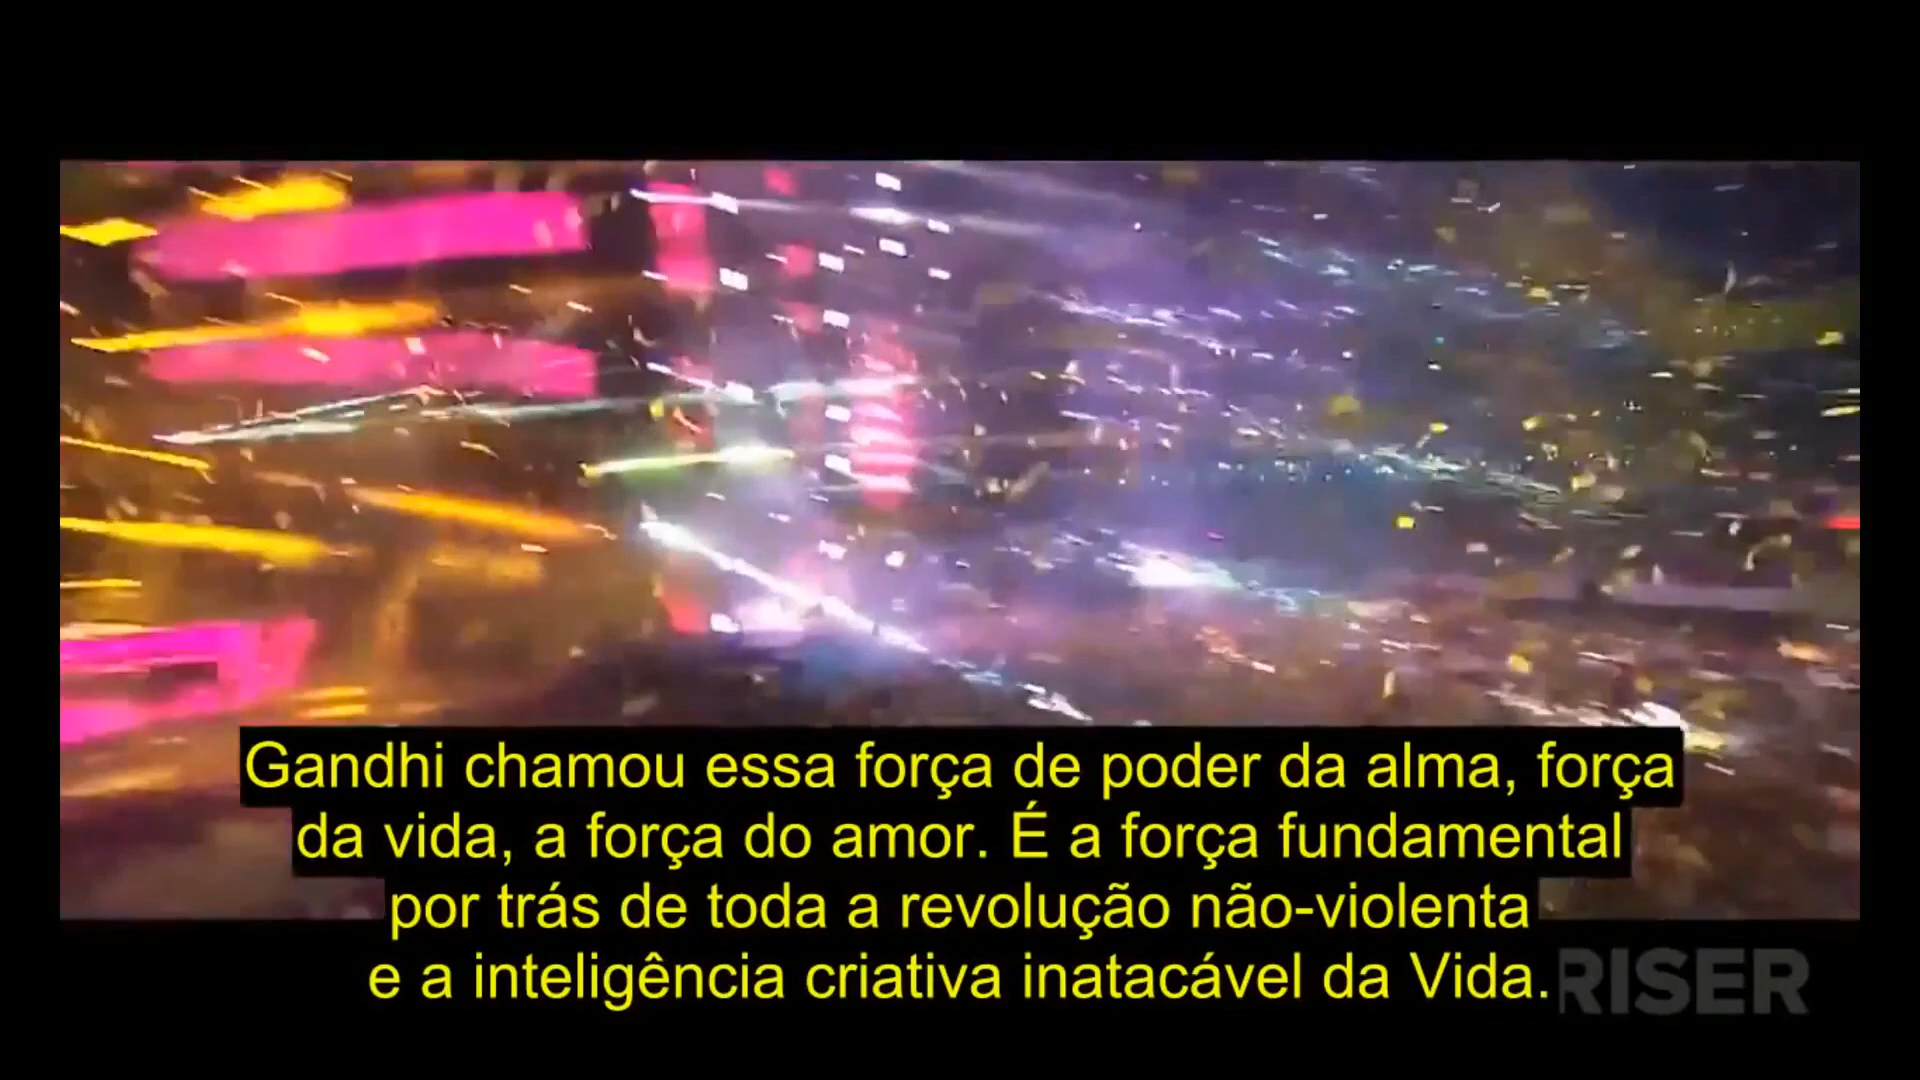 Gandhi chamou essa força de poder da alma, força
da vida, a força do amor. É a força fundamental
por trás de toda a revolução não-violenta
e a inteligência criativa inatacável da Vida.
RISER